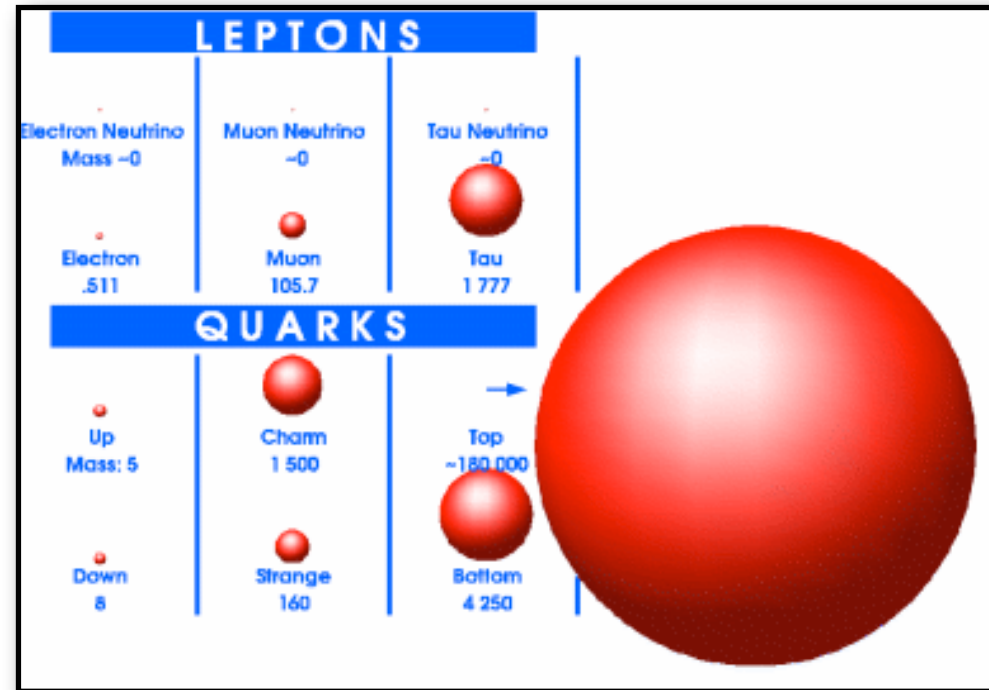 LEPTONS
Electron Neutrino Muon Neutrino Tau Neutrino
Mass ~0 ~0 ~0
Electron Muon Tau
.511 105.7 1 777
QUARKS
Up Charm Top
Mass: 5 1 500 ~180 000
Down Strange Bottom
8 160 4 250